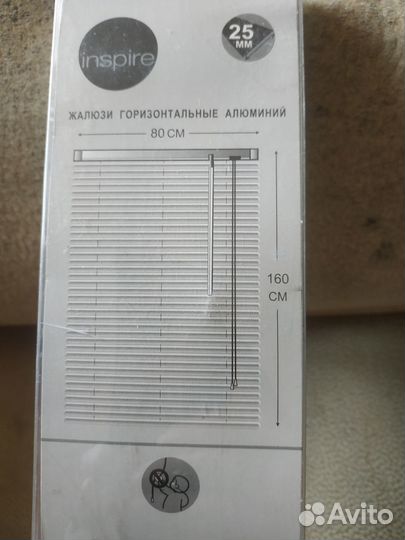 inspire
25
мм
ЖАЛЮЗИ ГОРИЗОНТАЛЬНЫЕ АЛЮМИНИЙ
80 СМ
160
СМ
Avito